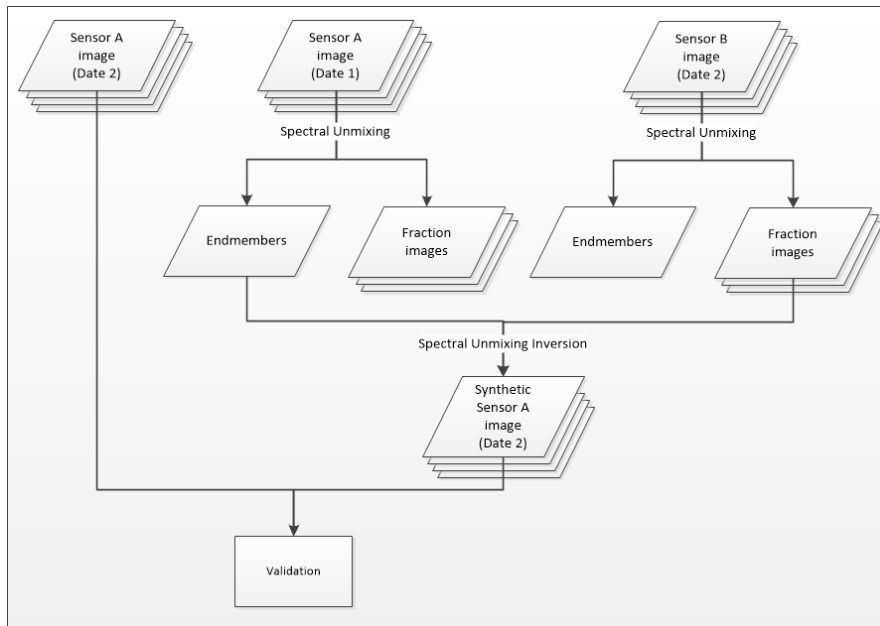 Sensor A
image
(Date 2)
Sensor A
image
(Date 1)
Sensor B
image
(Date 2)
Spectral Unmixing
Spectral Unmixing
Endmembers
Fraction
images
Endmembers
Fraction
images
Spectral Unmixing Inversion
Synthetic
Sensor A
image
(Date 2)
Validation